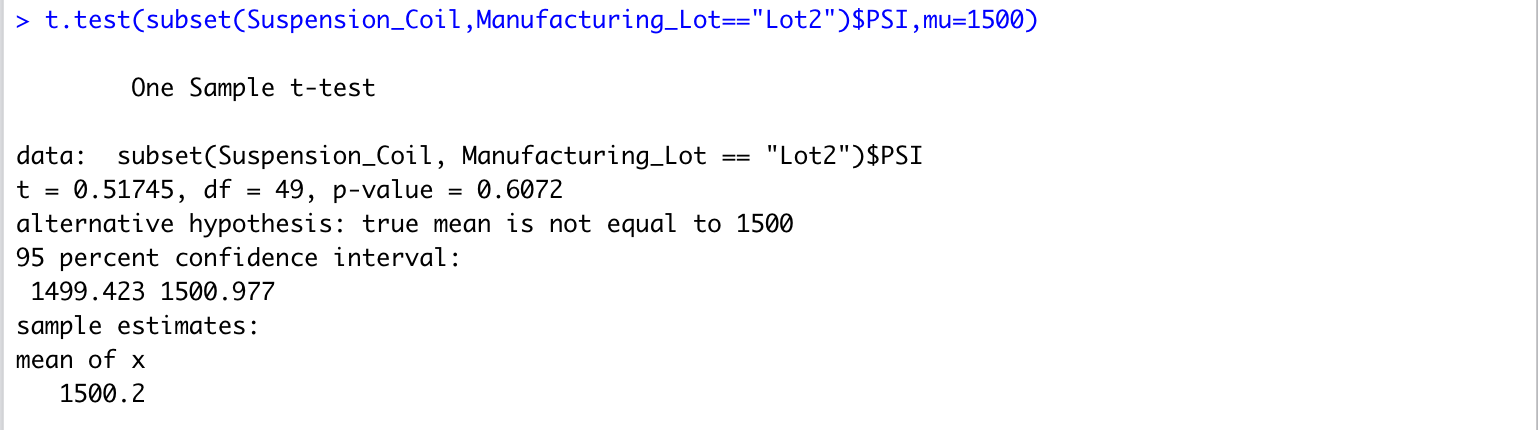 > t.test(subset(Suspension_Coil,Manufacturing_Lot=="Lot2")$PSI,mu=1500)
One Sample t-test
data:  subset(Suspension_Coil, Manufacturing_Lot == "Lot2")$PSI
t = 0.51745, df = 49, p-value = 0.6072
alternative hypothesis: true mean is not equal to 1500
95 percent confidence interval:
1499.423 1500.977
sample estimates:
mean of x
1500.2